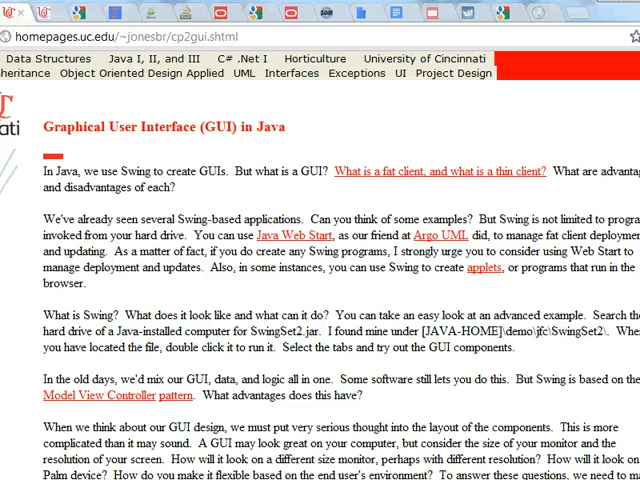 homepages.uc.edu/~jonesbr/cp2gui.shtml
Data Structures Java I, II, and III C# .Net I Horticulture University of Cincinnati
nheritance Object Oriented Design Applied UML Interfaces Exceptions UI Project Design
Graphical User Interface (GUI) in Java
In Java, we use Swing to create GUIs. But what is a GUI? What is a fat client, and what is a thin client? What are advanta
and disadvantages of each?
We've already seen several Swing-based applications. Can you think of some examples? But Swing is not limited to progra
invoked from your hard drive. You can use Java Web Start, as our friend at Argo UML did, to manage fat client deploymen
and updating. As a matter of fact, if you do create any Swing programs, I strongly urge you to consider using Web Start to
manage deployment and updates. Also, in some instances, you can use Swing to create applets, or programs that run in the
browser.
What is Swing? What does it look like and what can it do? You can take an easy look at an advanced example. Search the
hard drive of a Java-installed computer for SwingSet2.jar. I found mine under [JAVA-HOME]\demo\jfc\SwingSet2\. Whe
you have located the file, double click it to run it. Select the tabs and try out the GUI components.
In the old days, we'd mix our GUI, data, and logic all in one. Some software still lets you do this. But Swing is based on the
Model View Controller pattern. What advantages does this have?
When we think about our GUI design, we must put very serious thought into the layout of the components. This is more
complicated than it may sound. A GUI may look great on your computer, but consider the size of your monitor and the
resolution of your screen. How will it look on a different size monitor, perhaps with different resolution? How will it look on
Palm device? How do you make it flexible based on the end user's environment? To answer these questions, we need to m